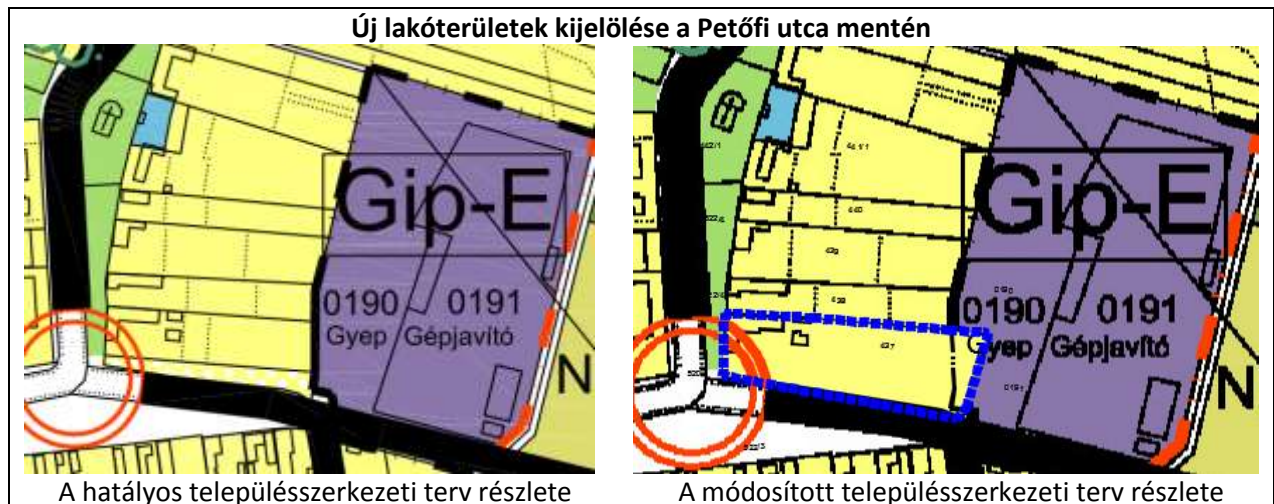 Új lakóterületek kijelölése a Petőfi utca mentén
Gip-E
0190 0191
Gyep Gépjavító
N
A hatályos településszerkezeti terv részlete
Gip-E
0190 0191
Gyep Gépjavító
N
A módosított településszerkezeti terv részlete